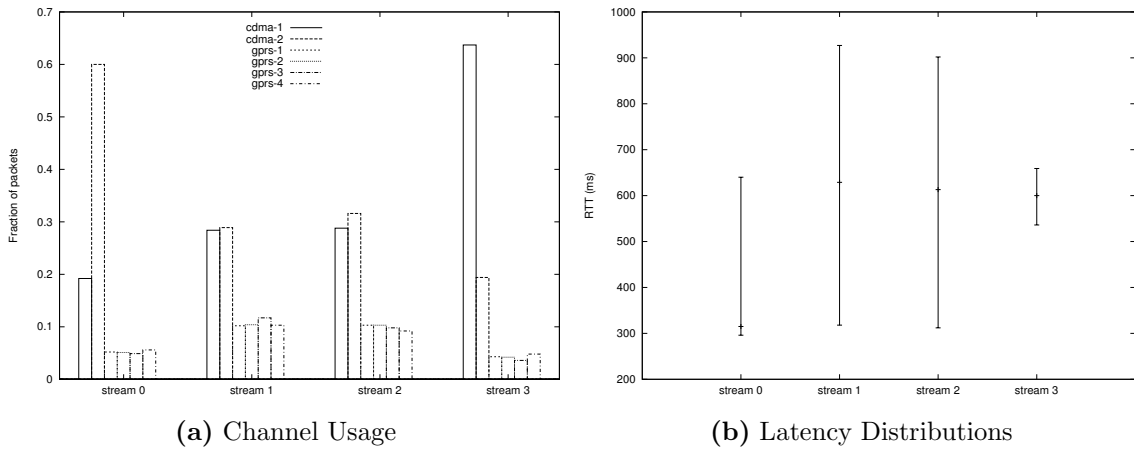 0.7
0.6
0.5
0.4
0.3
0.2
0.1
0
Fraction of packets
cdma-1
cdma-2
gprs-1
gprs-2
gprs-3
gprs-4
stream 0 stream 1 stream 2 stream 3
(a) Channel Usage
1000
900
800
700
600
500
400
300
200
RTT (ms)
stream 0 stream 1 stream 2 stream 3
(b) Latency Distributions